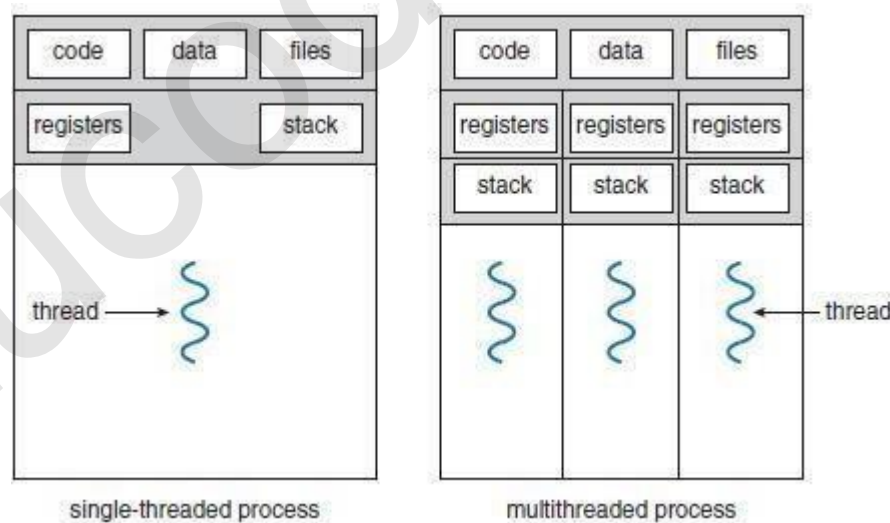 code data files
registers stack
thread
single-threaded process
code data files
registers registers registers
stack stack stack
thread
multithreaded process